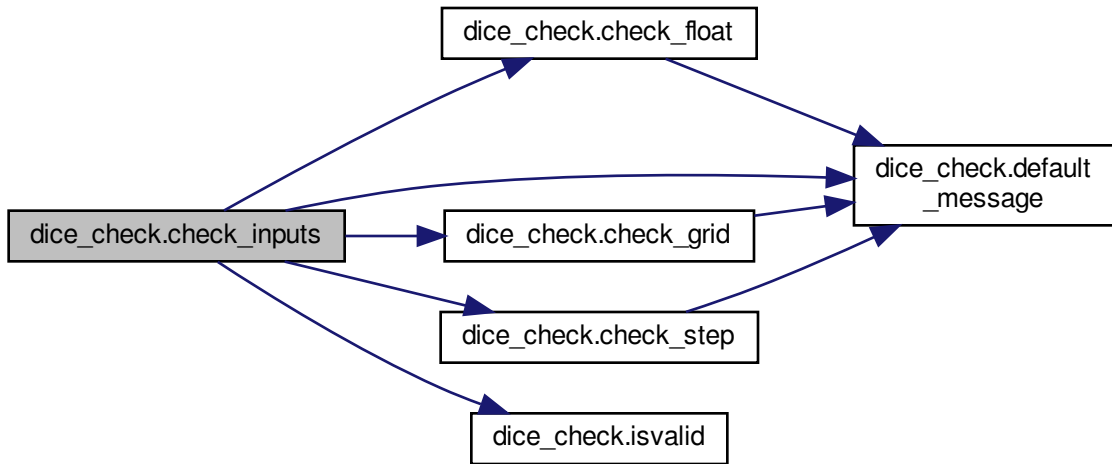 dice_check.check_float
dice_check.default
_message
dice_check.check_inputs
dice_check.check_grid
dice_check.check_step
dice_check.isvalid